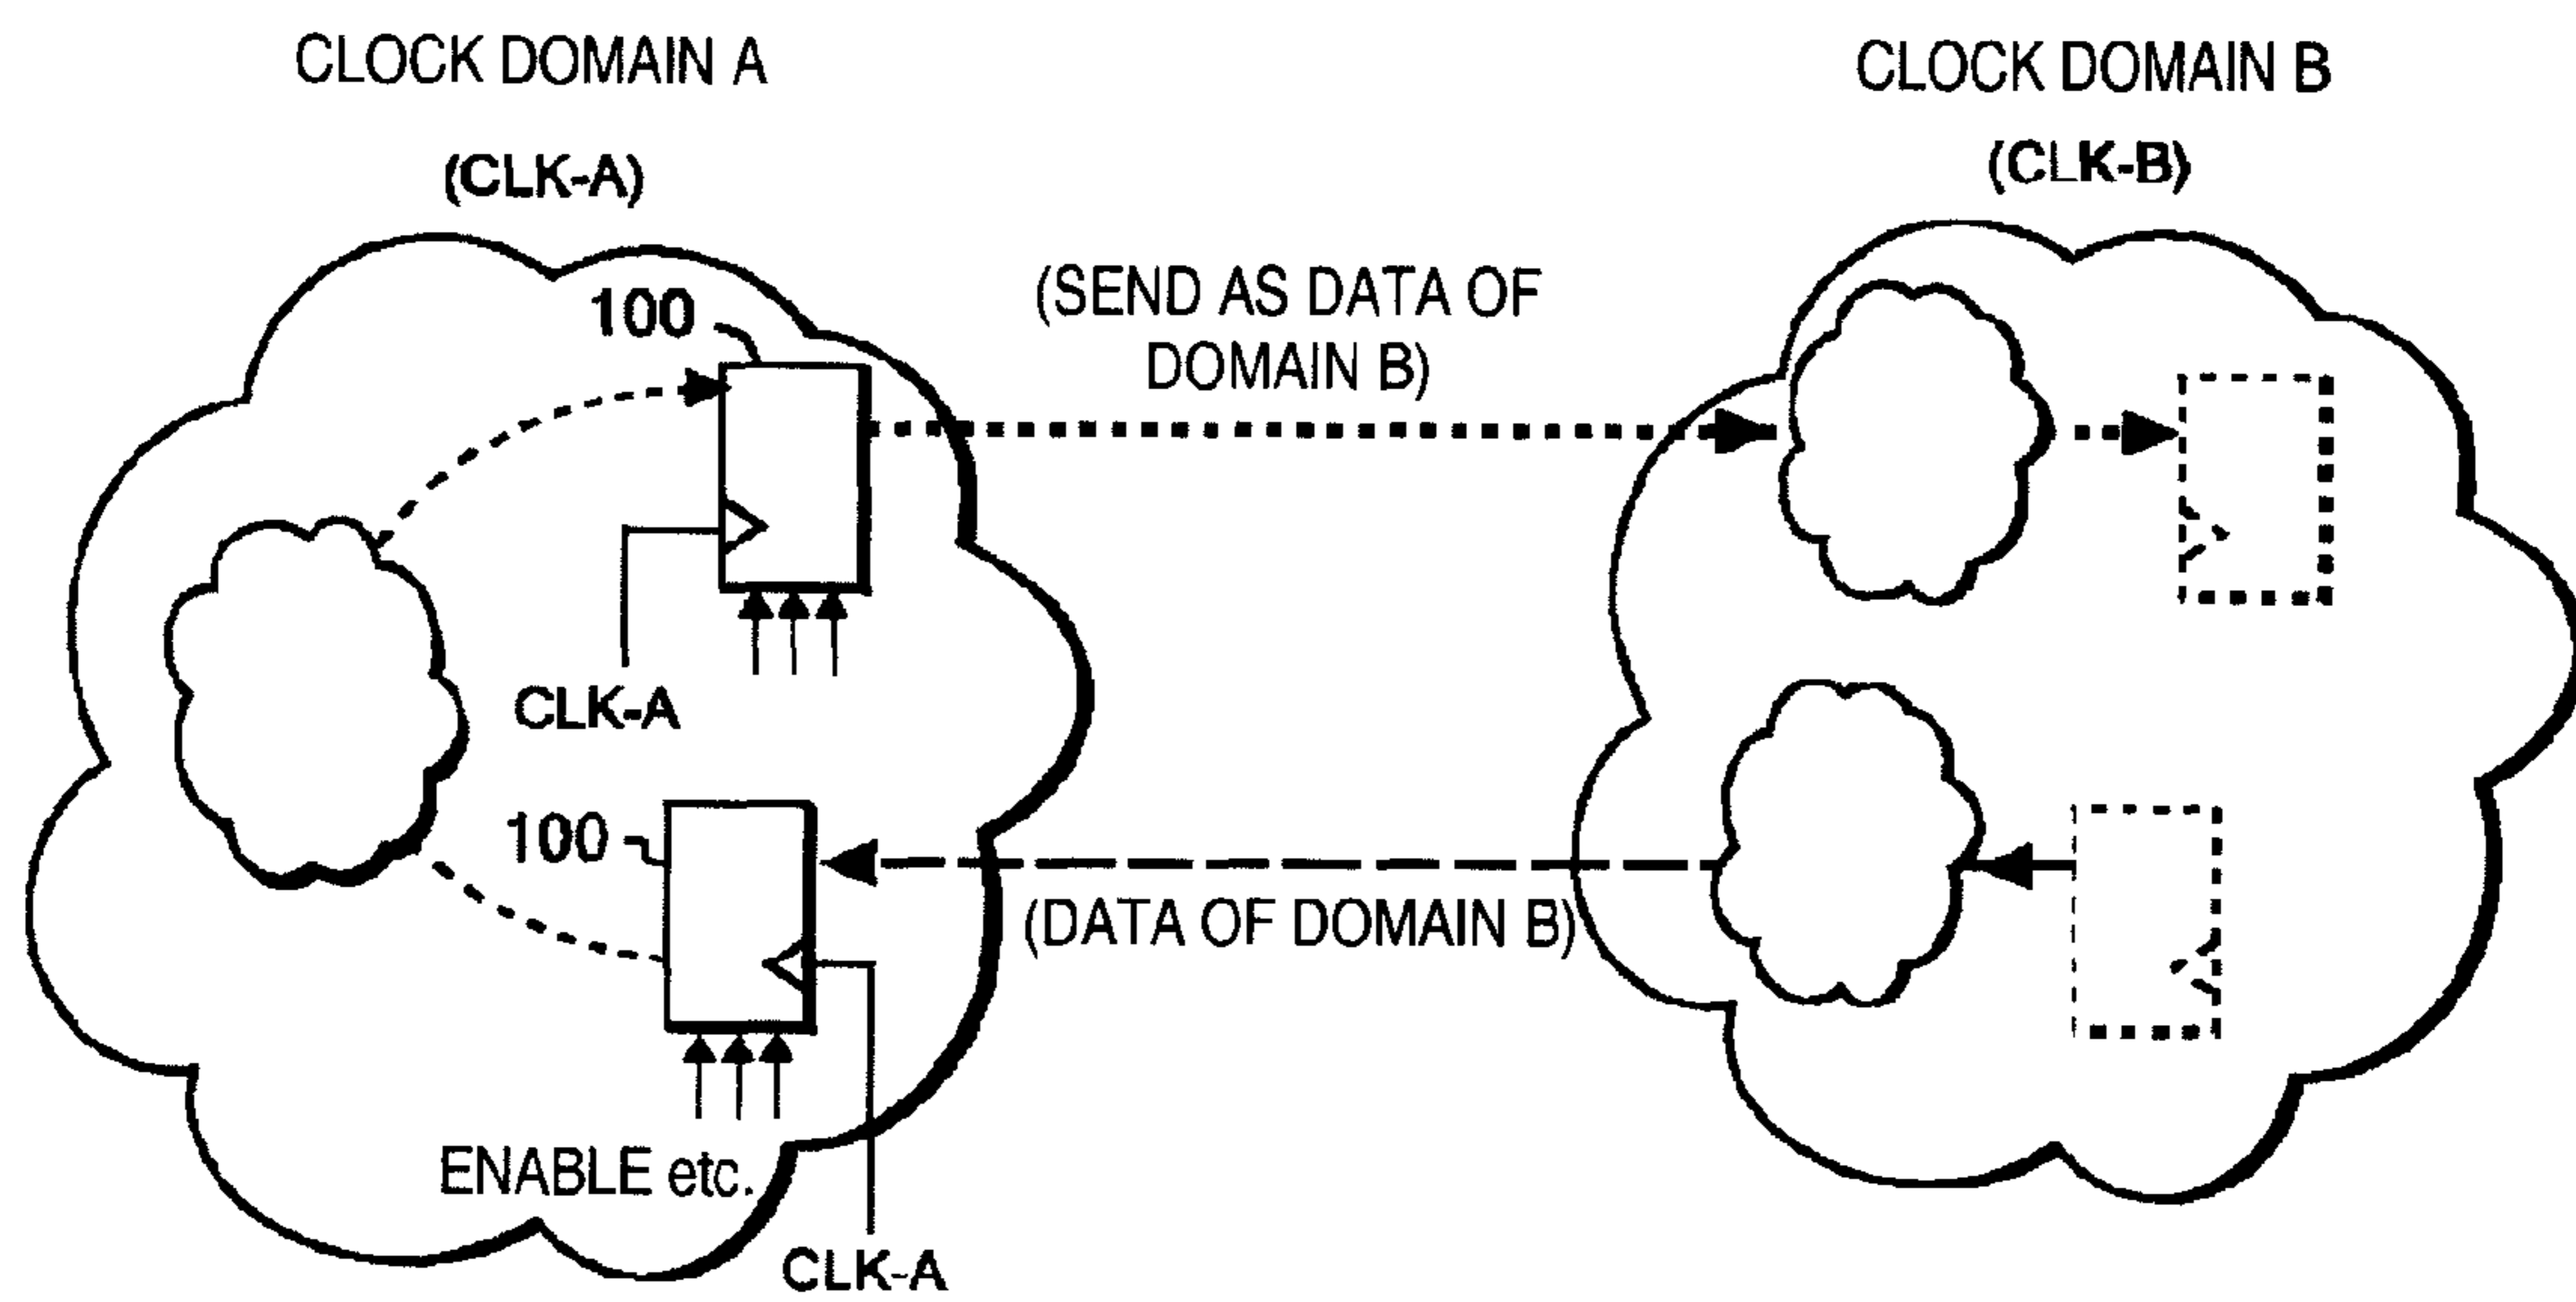 CLOCK DOMAIN A
(CLK-A)
CLOCK DOMAIN B
(CLK-B)
(SEND AS DATA OF
DOMAIN B)
100
CLK-A
100
(DATA OF DOMAIN B)
ENABLE etc.
CLK-A